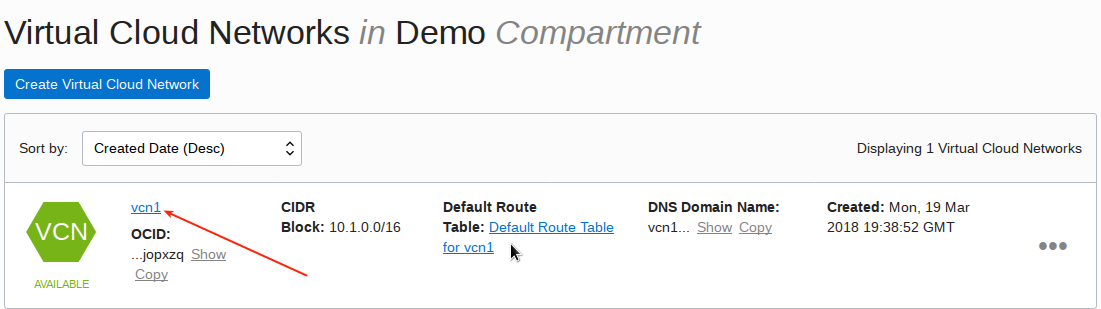 Virtual Cloud Networks in Demo Compartment
Create Virtual Cloud Network
Sort by: Created Date (Desc) Displaying 1 Virtual Cloud Networks
VCN
AVAILABLE
vcn1
OCID:
...jopxzq Show
Copy
CIDR
Block: 10.1.0.0/16
Default Route
Table: Default Route Table
for vcn1
DNS Domain Name:
vcn1... Show Copy
Created: Mon, 19 Mar
2018 19:38:52 GMT